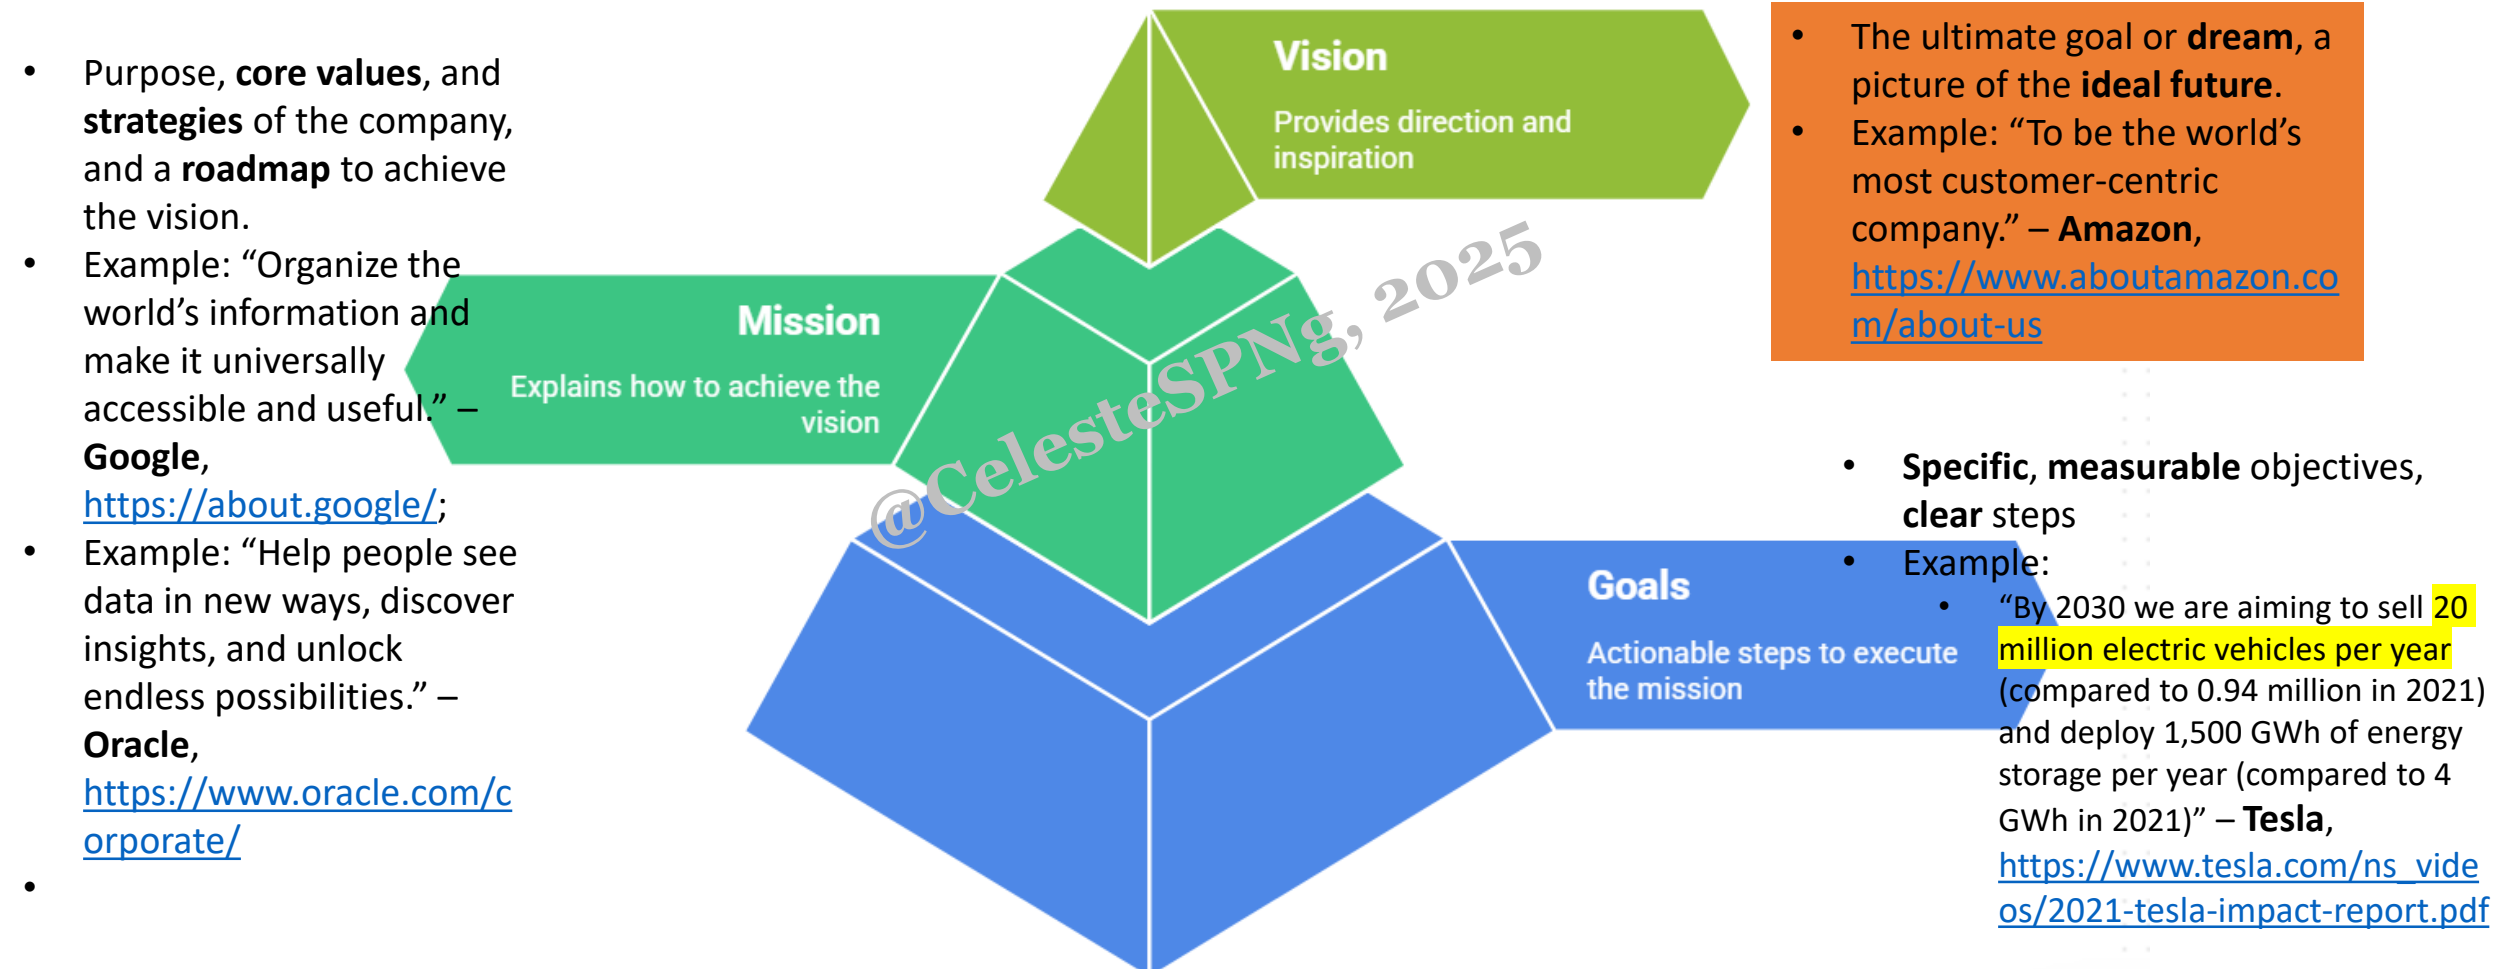 • Purpose, core values, and
strategies of the company,
and a roadmap to achieve
the vision.
• Example: “Organize the
world’s information and
make it universally
accessible and useful.” –
Google,
https://about.google/;
• Example: “Help people see
data in new ways, discover
insights, and unlock
endless possibilities.” –
Oracle,
https://www.oracle.com/c
orporate/
•
Vision
Provides direction and
inspiration
Mission
Explains how to achieve the
vision
Goals
Actionable steps to execute
the mission
@CelesteSPNg, 2025
• The ultimate goal or dream, a
picture of the ideal future.
• Example: “To be the world’s
most customer-centric
company.” – Amazon,
https://www.aboutamazon.co
m/about-us
• Specific, measurable objectives,
clear steps
• Example:
• “By 2030 we are aiming to sell 20
million electric vehicles per year
(compared to 0.94 million in 2021)
and deploy 1,500 GWh of energy
storage per year (compared to 4
GWh in 2021)” – Tesla,
https://www.tesla.com/ns_vide
os/2021-tesla-impact-report.pdf